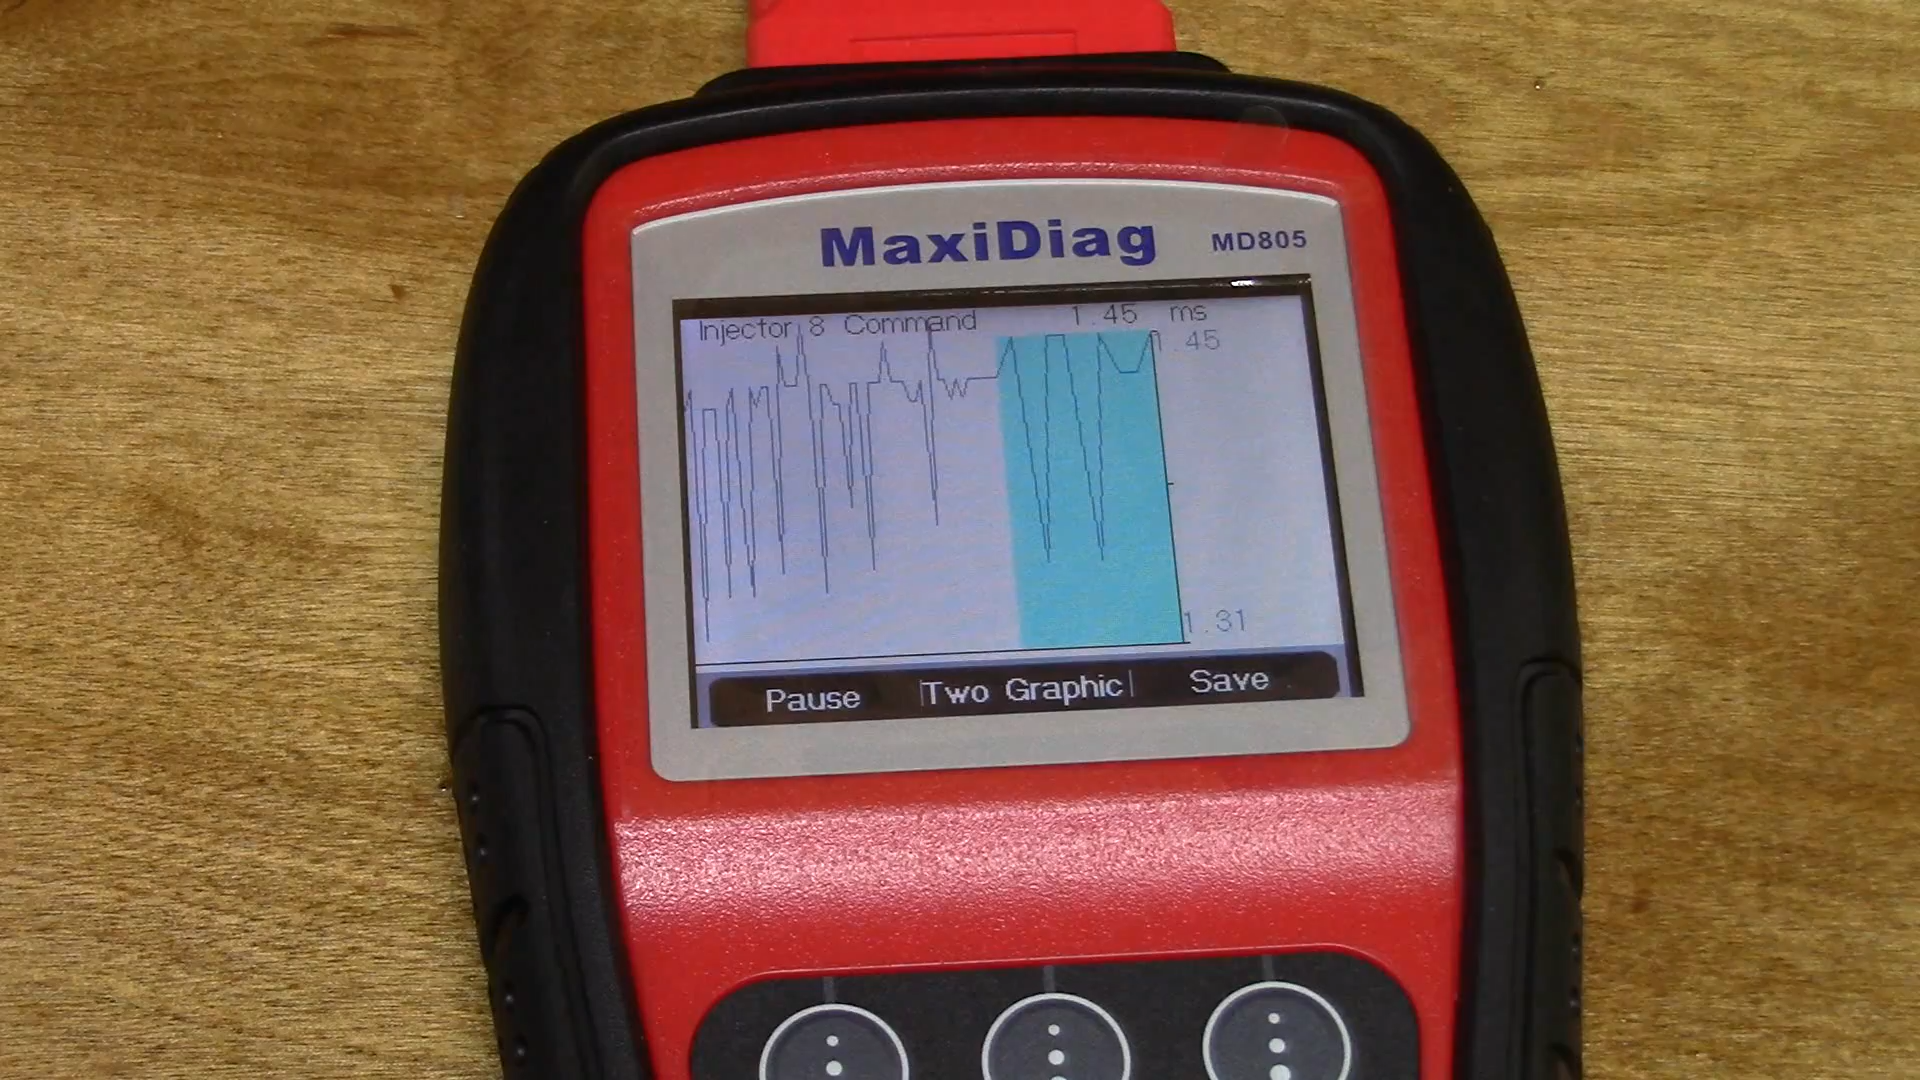 MaxiDiag MD805
Injector 8 Command 1.45 ms
1.45
1.31
Pause Two Graphic Save